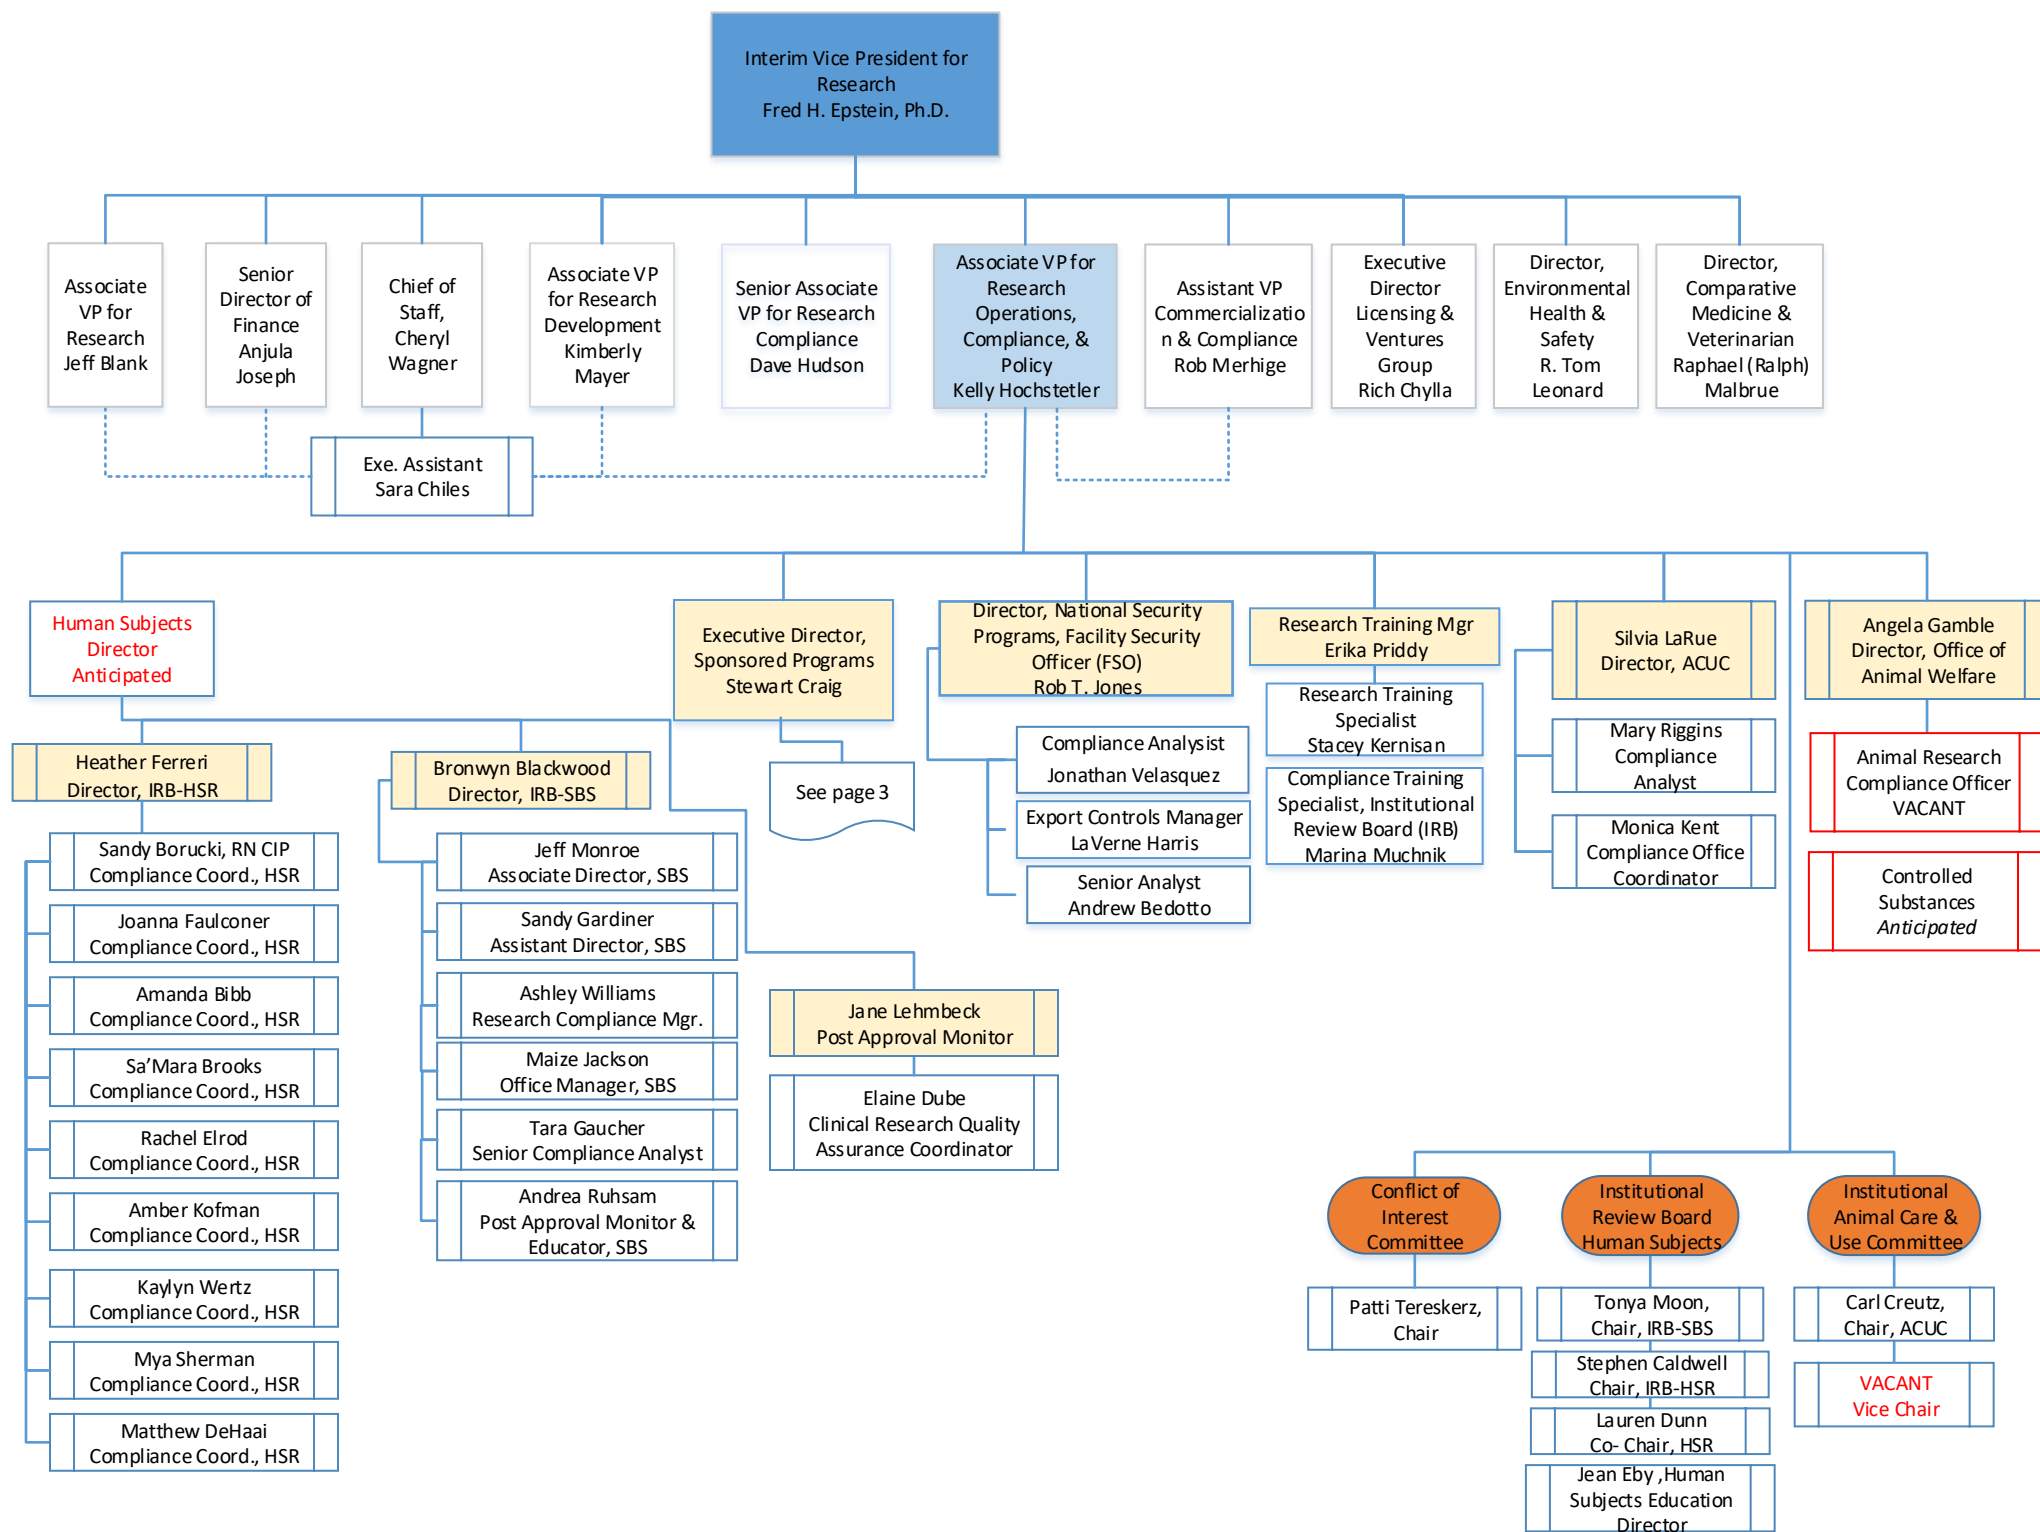 Interim Vice President for
Research
Fred H. Epstein, Ph.D.
Associate
VP for
Research
Jeff Blank
Senior
Director of
Finance
Anjula
Joseph
Chief of
Staff,
Cheryl
Wagner
Associate VP
for Research
Development
Kimberly
Mayer
Senior Associate
VP for Research
Compliance
Dave Hudson
Associate VP for
Research
Operations,
Compliance, &
Policy
Kelly Hochstetler
Assistant VP
Commercializatio
n & Compliance
Rob Merhige
Executive
Director
Licensing &
Ventures
Group
Rich Chylla
Director,
Environmental
Health &
Safety
R. Tom
Leonard
Director,
Comparative
Medicine &
Veterinarian
Raphael (Ralph)
Malbrue
Exe. Assistant
Sara Chiles
Human Subjects
Director
Anticipated
Executive Director,
Sponsored Programs
Stewart Craig
Director, National Security
Programs, Facility Security
Officer (FSO)
Rob T. Jones
Research Training Mgr
Erika Priddy
Silvia LaRue
Director, ACUC
Angela Gamble
Director, Office of
Animal Welfare
Heather Ferreri
Director, IRB-HSR
Bronwyn Blackwood
Director, IRB-SBS
See page 3
Compliance Analysist
Jonathan Velasquez
Export Controls Manager
LaVerne Harris
Senior Analyst
Andrew Bedotto
Research Training
Specialist
Stacey Kernisan
Compliance Training
Specialist, Institutional
Review Board (IRB)
Marina Muchnik
Mary Riggins
Compliance
Analyst
Monica Kent
Compliance Office
Coordinator
Animal Research
Compliance Officer
VACANT
Controlled
Substances
Anticipated
Sandy Borucki, RN CIP
Compliance Coord., HSR
Joanna Faulconer
Compliance Coord., HSR
Amanda Bibb
Compliance Coord., HSR
Sa’Mara Brooks
Compliance Coord., HSR
Rachel Elrod
Compliance Coord., HSR
Amber Kofman
Compliance Coord., HSR
Kaylyn Wertz
Compliance Coord., HSR
Mya Sherman
Compliance Coord., HSR
Matthew DeHaai
Compliance Coord., HSR
Jeff Monroe
Associate Director, SBS
Sandy Gardiner
Assistant Director, SBS
Ashley Williams
Research Compliance Mgr.
Maize Jackson
Office Manager, SBS
Tara Gaucher
Senior Compliance Analyst
Andrea Ruhsam
Post Approval Monitor &
Educator, SBS
Jane Lehmbeck
Post Approval Monitor
Elaine Dube
Clinical Research Quality
Assurance Coordinator
Conflict of
Interest
Committee
Institutional
Review Board
Human Subjects
Institutional
Animal Care &
Use Committee
Patti Tereskerz,
Chair
Tonya Moon,
Chair, IRB-SBS
Stephen Caldwell
Chair, IRB-HSR
Lauren Dunn
Co- Chair, HSR
Jean Eby ,Human
Subjects Education
Director
Carl Creutz,
Chair, ACUC
VACANT
Vice Chair